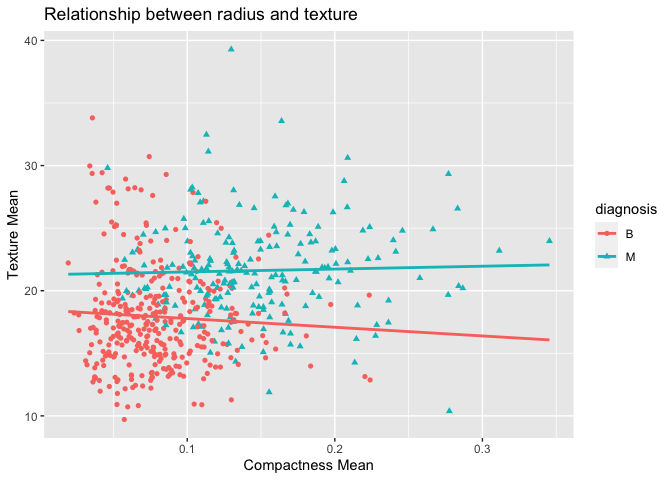 Relationship between radius and texture
40
30
20
10
Texture Mean
0.1
0.2
0.3
Compactness Mean
diagnosis
B
M